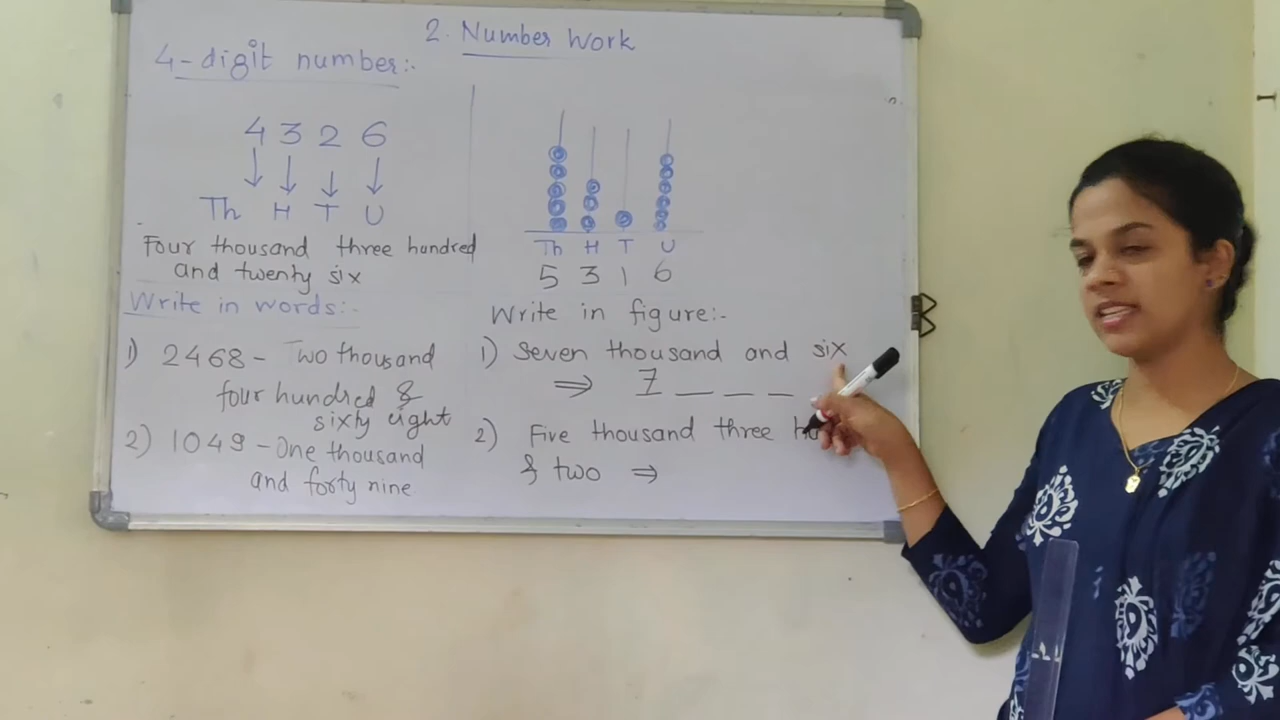 2. Number Work
4-digit number:-
4 3 2 6
Th H T U
Four thousand three hundred
and twenty six
Th H T U
5 3 1 6
Write in words:-
1) 2468 - Two thousand
four hundred &
sixty eight
2) 1049 - One thousand
and forty nine
Write in figure:-
1) Seven thousand and six
⇒ 7 _ _ _
2) Five thousand three
& two ⇒